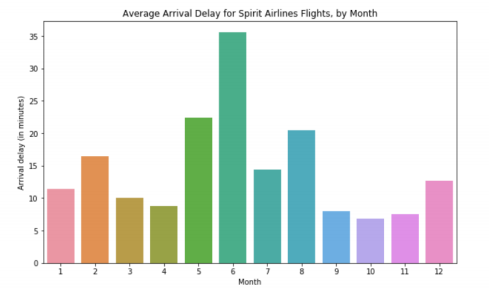 Average Arrival Delay for Spirit Airlines Flights, by Month
Arrival delay (in minutes)
35
30
25
20
15
10
5
0
1 2 3 4 5 6 7 8 9 10 11 12
Month